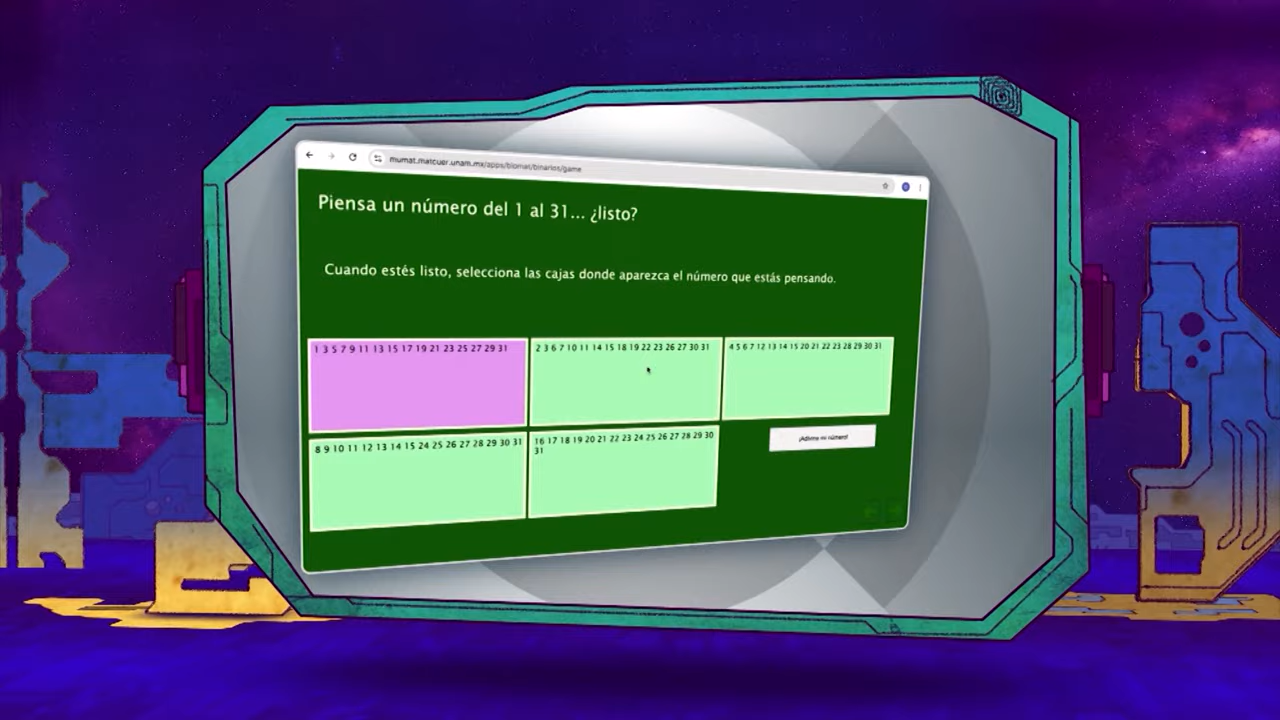 mumat.matcuer.unam.mx/apps/biomat/binarios/game
Piensa un número del 1 al 31... ¿listo?
Cuando estés listo, selecciona las cajas donde aparezca el número que estás pensando.
1 3 5 7 9 11 13 15 17 19 21 23 25 27 29 31
2 3 6 7 10 11 14 15 18 19 22 23 26 27 30 31
4 5 6 7 12 13 14 15 20 21 22 23 28 29 30 31
¡Adivina mi número!
8 9 10 11 12 13 14 15 24 25 26 27 28 29 30 31
16 17 18 19 20 21 22 23 24 25 26 27 28 29 30
31